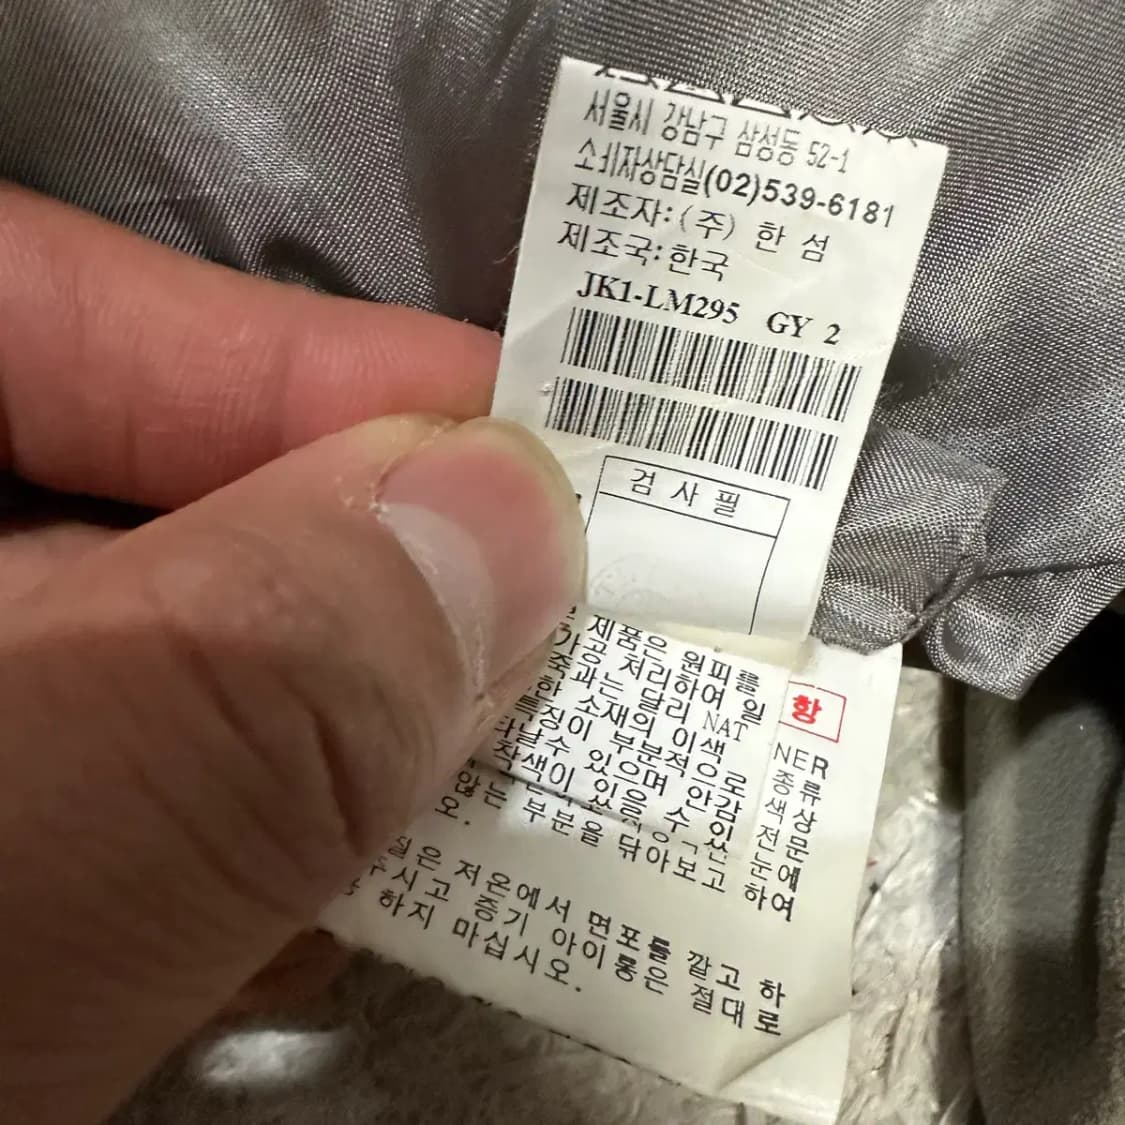 서울시 강남구 삼성동 52-1
소비자상담실(02)539-6181
제조자:(주) 한 섬
제조국:한국
JK1-LM295 GY 2
검 사 필
제품은 원피를
가공 저리하여 일
과는 달리 NAT
소재의 이색
특징이 부분적으로
타날수 있으며 안감
착색이 있을 수 있
않는 부분을 닦아보고 하여
오.
항
NER
종류
색상
전문
눈에
은 저온에서 면포를 깔고 하
주시고 증기 아이롱은 절대로
하지 마십시오.